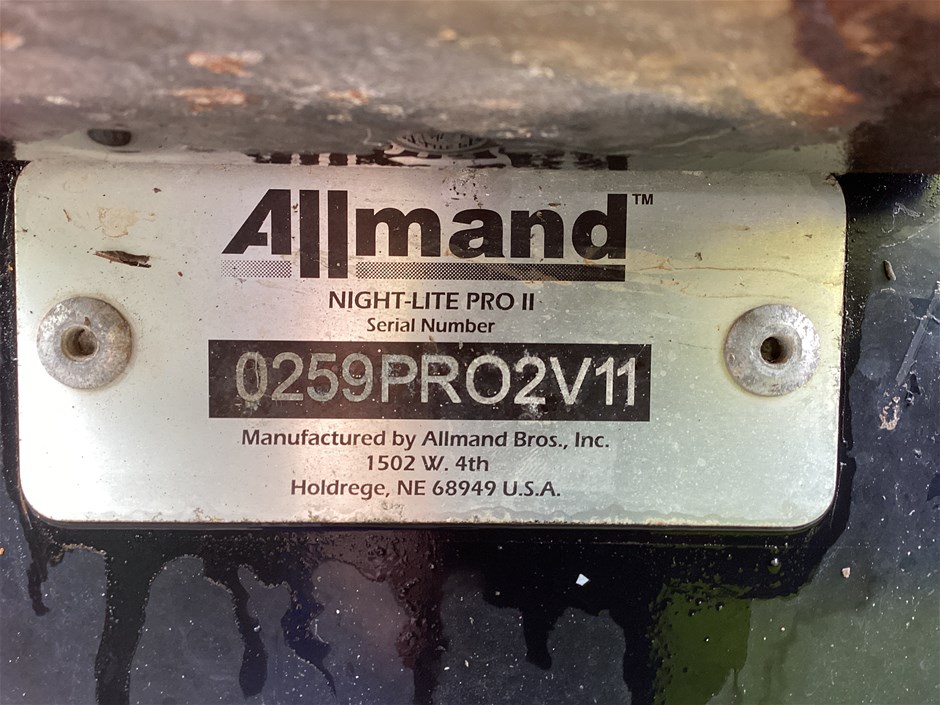 Allmand™
NIGHT-LITE PRO II
Serial Number
0259PRO2V11
Manufactured by Allmand Bros., Inc.
1502 W. 4th
Holdrege, NE 68949 U.S.A.